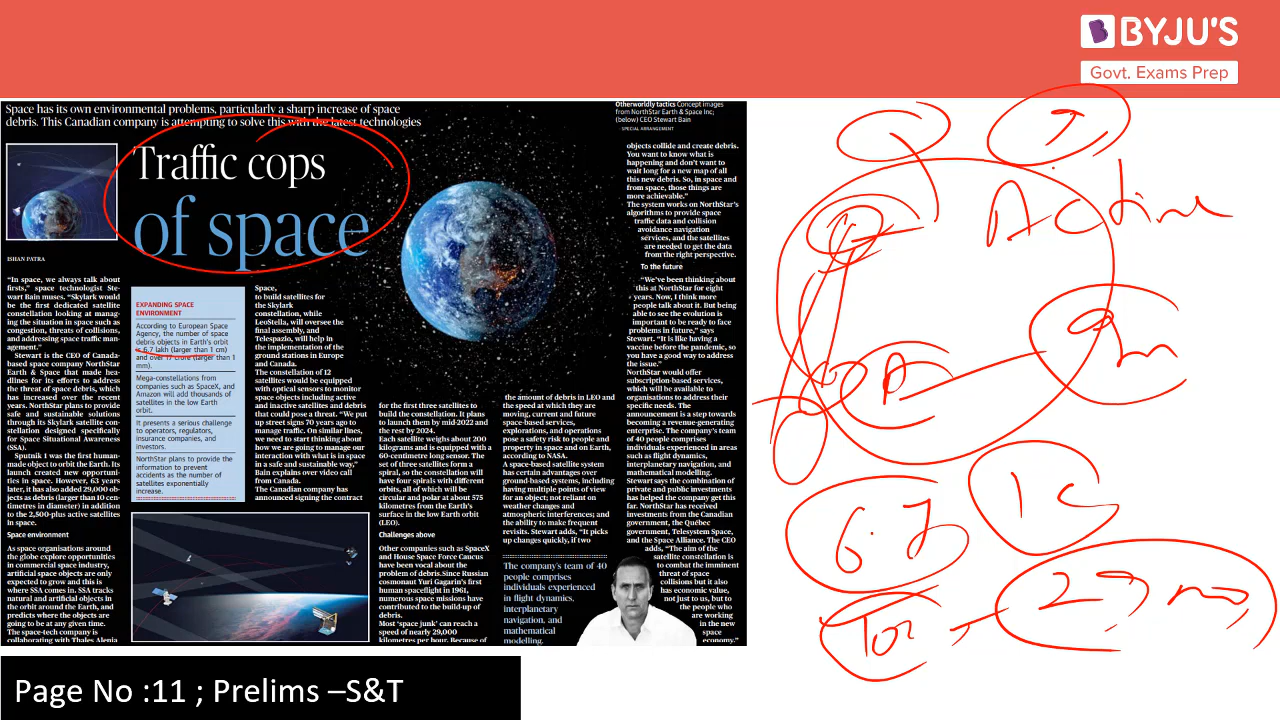 BYJU'S
Govt. Exams Prep
Space has its own environmental problems, particularly a sharp increase of space
debris. This Canadian company is attempting to solve this with the latest technologies
Traffic cops
of space
ISHAN PATRA
"In space, we always talk about
firsts," space technologist Ste-
wart Bain muses. "Skylark would
be the first dedicated satellite
constellation looking at manag-
ing the situation in space such as
congestion, threats of collisions,
and addressing space traffic man-
agement."
Stewart is the CEO of Canada-
based space company NorthStar
Earth & Space that made hea-
dlines for its efforts to address
the threat of space debris, which
has increased over the recent
years. NorthStar plans to provide
safe and sustainable solutions
through its Skylark satellite con-
stellation designed specifically
for Space Situational Awareness
(SSA).
Sputnik 1 was the first human-
made object to orbit the Earth. Its
launch created new opportuni-
ties in space. However, 63 years
later, it has also added 29,000 obj-
ects as debris (larger than 10 cen-
timetres in diameter) in addition
to the 2,500-plus active satellites
in space.
Space environment
As space organisations around
the globe explore opportunities
in commercial space industry,
artificial space objects are only
expected to grow and this is
where SSA comes in. SSA tracks
natural and artificial objects in
the orbit around the Earth, and
predicts where the objects are
going to be at any given time.
The space-tech company is
collaborating with Thales Alenia
EXPANDING SPACE
ENVIRONMENT
According to European Space
Agency, the number of space
debris objects in Earth's orbit
is 6.7 lakh (larger than 1 cm)
and over 17 crore (larger than 1
mm).
Mega-constellations from
companies such as SpaceX, and
Amazon will add thousands of
satellites in the low Earth
orbit.
It presents a serious challenge
to operators, regulators,
insurance companies, and
investors.
NorthStar plans to provide the
information to prevent
accidents as the number of
satellites exponentially
increase.
Space,
to build satellites for
the Skylark
constellation, while
LeoStella, will oversee the
final assembly, and
Telespazio, will help in
the implementation of the
ground stations in Europe
and Canada.
The constellation of 12
satellites would be equipped
with optical sensors to monitor
space objects including active
and inactive satellites and debris
that could pose a threat. "We put
up street signs 70 years ago to
manage traffic. On similar lines,
we need to start thinking about
how we are going to manage our
interaction with what is in space
in a safe and sustainable way,"
Bain explains over video call
from Canada.
The Canadian company has
announced signing the contract
for the first three satellites to
build the constellation. It plans
to launch them by mid-2022 and
the rest by 2024.
Each satellite weighs about 200
kilograms and is equipped with a
60-centimetre long sensor. The
set of three satellites form a
spiral, so the constellation will
have four spirals with different
orbits, all of which will be
circular and polar at about 575
kilometres from the Earth's
surface in the low Earth orbit
(LEO).
Challenges above
Other companies such as SpaceX
and House Space Force Caucus
have been vocal about the
problem of debris.Since Russian
cosmonaut Yuri Gagarin's first
human spaceflight in 1961,
numerous space missions have
contributed to the build-up of
debris.
Most 'space junk' can reach a
speed of nearly 29,000
kilometres per hour. Because of
the amount of debris in LEO and
the speed at which they are
moving, current and future
space-based services,
explorations, and operations
pose a safety risk to people and
property in space and on Earth,
according to NASA.
A space-based satellite system
has certain advantages over
ground-based systems, including
having multiple points of view
for an object; not reliant on
weather changes and
atmospheric interferences; and
the ability to make frequent
revisits. Stewart adds, "It picks
up changes quickly, if two
The company's team of 40
people comprises
individuals experienced
in flight dynamics,
interplanetary
navigation, and
mathematical
modelling.
Otherworldly tactics Concept images
from NorthStar Earth & Space Inc;
(below) CEO Stewart Bain
- SPECIAL ARRANGEMENT
objects collide and create debris.
You want to know what is
happening and don't want to
wait long for a new map of all
this new debris. So, in space and
from space, those things are
more achievable."
The system works on NorthStar's
algorithms to provide space
traffic data and collision
avoidance navigation
services, and the satellites
are needed to get the data
from the right perspective.
To the future
"We've been thinking about
this at NorthStar for eight
years. Now, I think more
people talk about it. But being
able to see the evolution is
important to be ready to face
problems in future," says
Stewart. "It is like having a
vaccine before the pandemic, so
you have a good way to address
the issue."
NorthStar would offer
subscription-based services,
which will be available to
organisations to address their
specific needs. The
announcement is a step towards
becoming a revenue-generating
enterprise. The company's team
of 40 people comprises
individuals experienced in areas
such as flight dynamics,
interplanetary navigation, and
mathematical modelling.
Stewart says the combination of
private and public investments
has helped the company get this
far. NorthStar has received
investments from the Canadian
government, the Québec
government, Telesystem Space,
and the Space Alliance. The CEO
adds, "The aim of the
satellite constellation is
to combat the imminent
threat of space
collisions but it also
has economic value,
not just to us, but to
the people who
are working
in the new
space
economy."
Active
6.7
Page No :11 ; Prelims –S&T